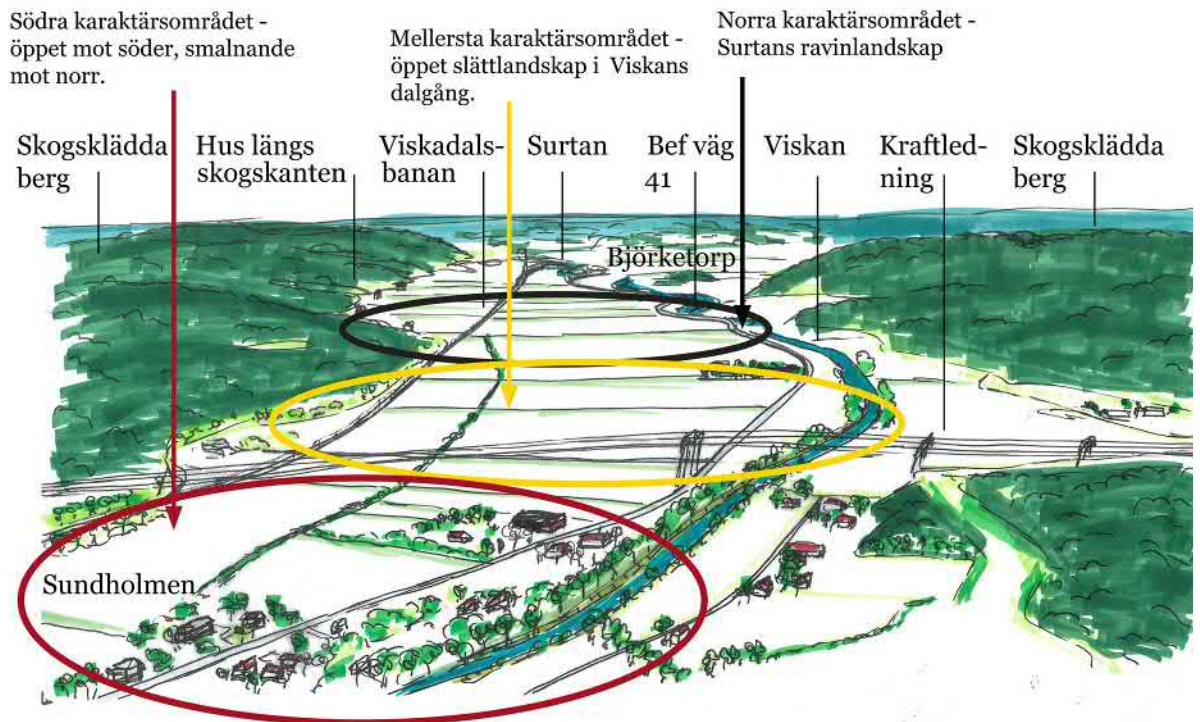 Södra karaktärsområdet -
öppet mot söder, smalnande
mot norr.
Mellersta karaktärsområdet -
öppet slättlandskap i Viskans
dalgång.
Norra karaktärsområdet -
Surtans ravinlandskap
Skogsklädda
berg
Hus längs
skogskanten
Viskadals-
banan
Surtan
Bef väg
41
Viskan
Kraftled-
ning
Skogsklädda
berg
Björketorp
Sundholmen